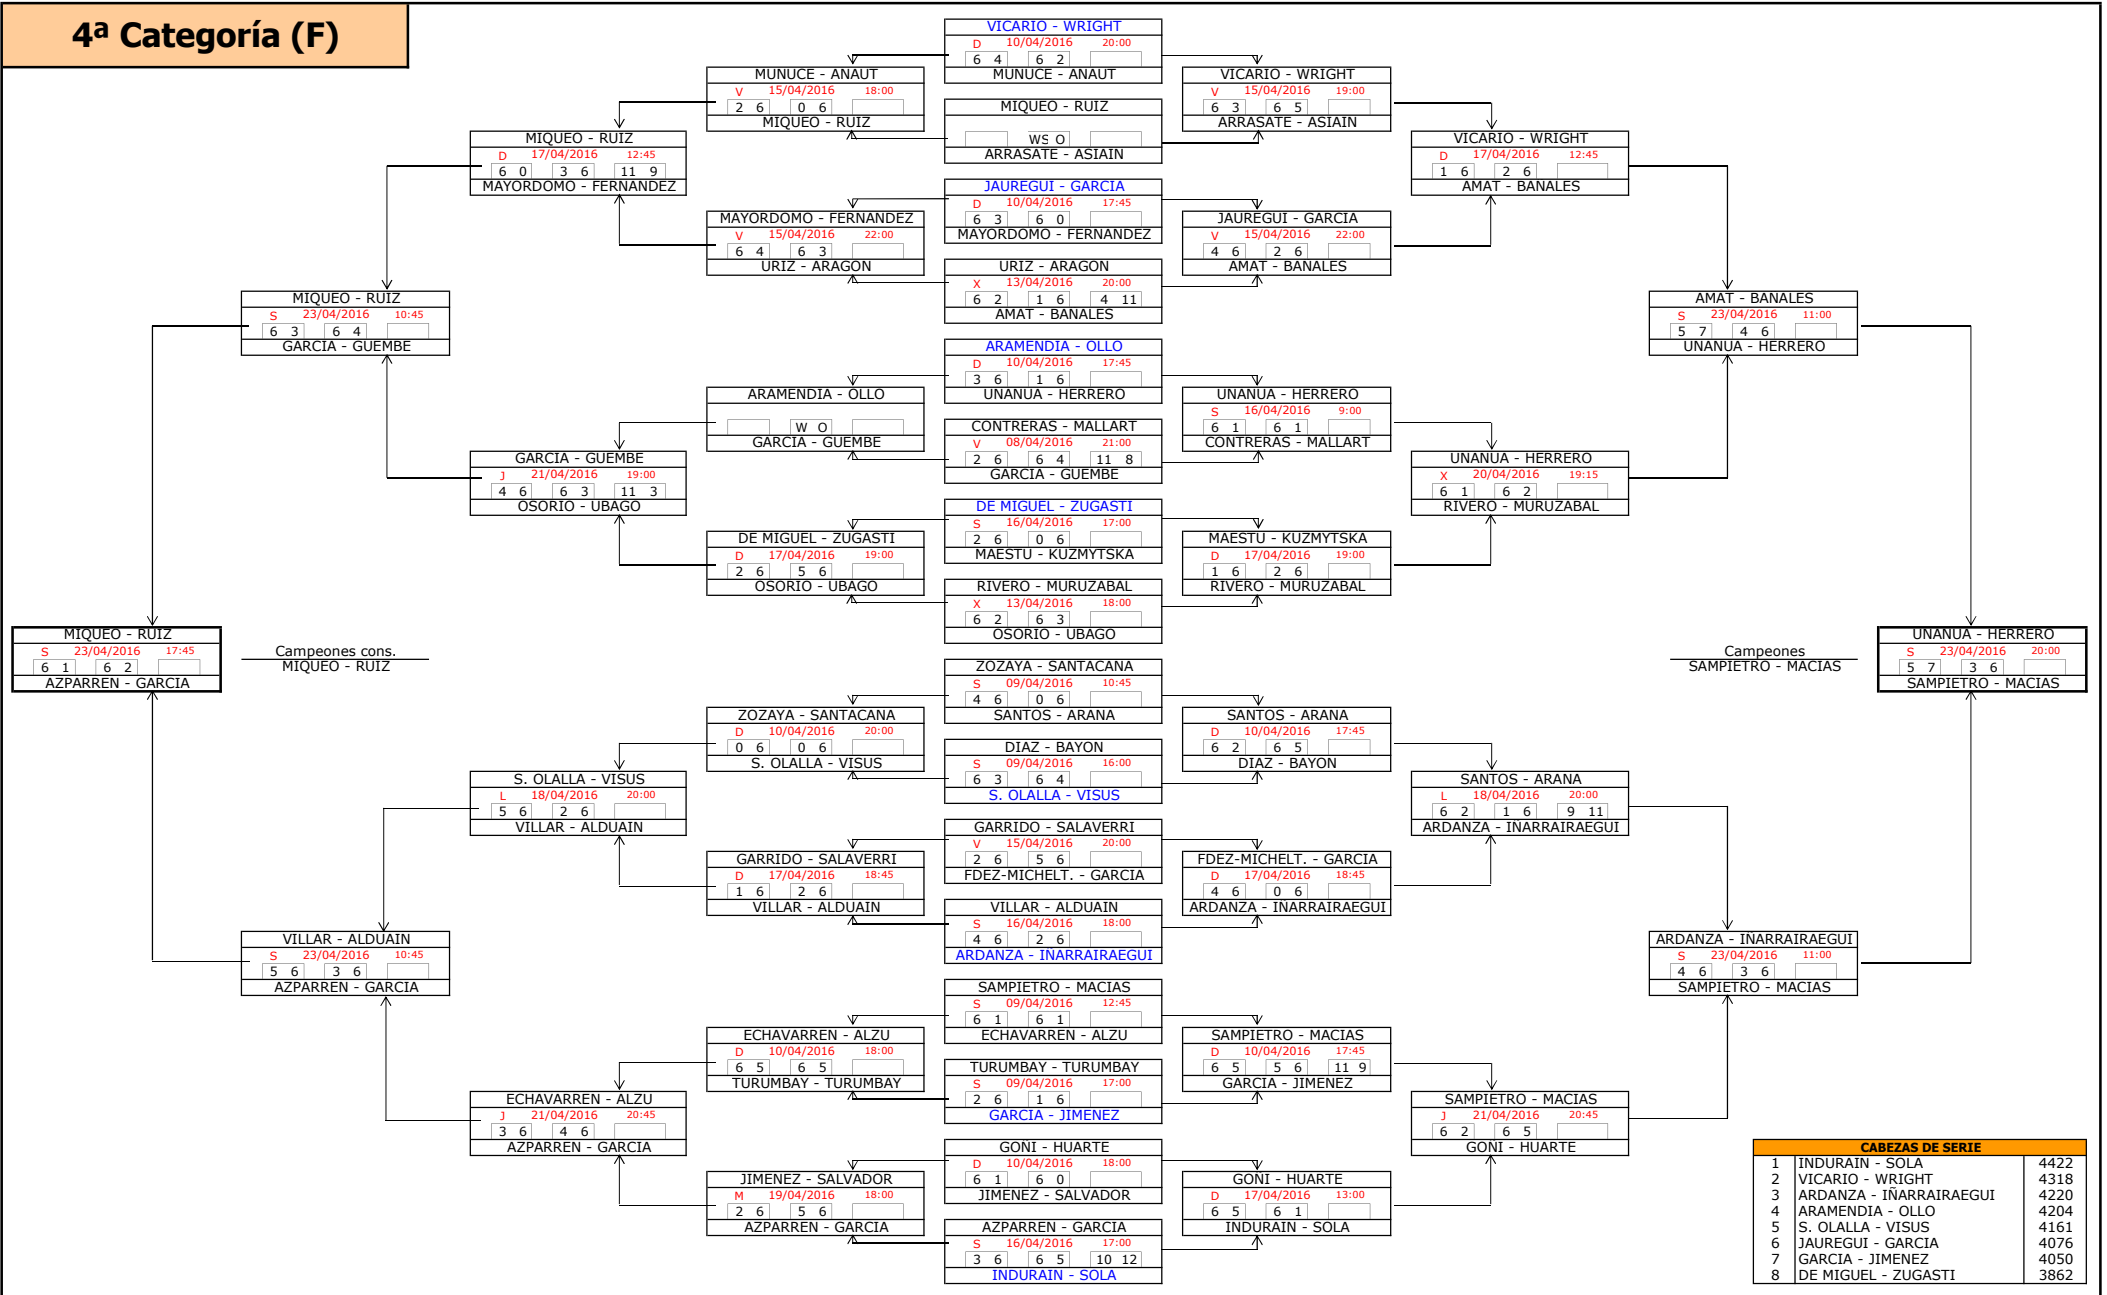 4ª Categoría (F)
VICARIO - WRIGHT
D 10/04/2016 20:00
6 4 6 2
MUNUCE - ANAUT
MIQUEO - RUIZ
WS O
ARRASATE - ASIAIN
JAUREGUI - GARCIA
D 10/04/2016 17:45
6 3 6 0
MAYORDOMO - FERNANDEZ
URIZ - ARAGON
X 13/04/2016 20:00
6 2 1 6 4 11
AMAT - BANALES
ARAMENDIA - OLLO
D 10/04/2016 17:45
3 6 1 6
UNANUA - HERRERO
CONTRERAS - MALLART
V 08/04/2016 21:00
2 6 6 4 11 8
GARCIA - GUEMBE
DE MIGUEL - ZUGASTI
S 16/04/2016 17:00
2 6 0 6
MAESTU - KUZMYTSKA
RIVERO - MURUZABAL
X 13/04/2016 18:00
6 2 6 3
OSORIO - UBAGO
ZOZAYA - SANTACANA
S 09/04/2016 10:45
4 6 0 6
SANTOS - ARANA
DIAZ - BAYON
S 09/04/2016 16:00
6 3 6 4
S. OLALLA - VISUS
GARRIDO - SALAVERRI
V 15/04/2016 20:00
2 6 5 6
FDEZ-MICHELT. - GARCIA
VILLAR - ALDUAIN
S 16/04/2016 18:00
4 6 2 6
ARDANZA - IÑARRAIRAEGUI
SAMPIETRO - MACIAS
S 09/04/2016 12:45
6 1 6 1
ECHAVARREN - ALZU
TURUMBAY - TURUMBAY
S 09/04/2016 17:00
2 6 1 6
GARCIA - JIMENEZ
GONI - HUARTE
D 10/04/2016 18:00
6 1 6 0
JIMENEZ - SALVADOR
AZPARREN - GARCIA
S 16/04/2016 17:00
3 6 6 5 10 12
INDURAIN - SOLA
MUNUCE - ANAUT
V 15/04/2016 18:00
2 6 0 6
MIQUEO - RUIZ
MAYORDOMO - FERNANDEZ
V 15/04/2016 22:00
6 4 6 3
URIZ - ARAGON
ARAMENDIA - OLLO
W O
GARCIA - GUEMBE
DE MIGUEL - ZUGASTI
D 17/04/2016 19:00
2 6 5 6
OSORIO - UBAGO
ZOZAYA - SANTACANA
D 10/04/2016 20:00
0 6 0 6
S. OLALLA - VISUS
GARRIDO - SALAVERRI
D 17/04/2016 18:45
1 6 2 6
VILLAR - ALDUAIN
ECHAVARREN - ALZU
D 10/04/2016 18:00
6 5 6 5
TURUMBAY - TURUMBAY
JIMENEZ - SALVADOR
M 19/04/2016 18:00
2 6 5 6
AZPARREN - GARCIA
MIQUEO - RUIZ
D 17/04/2016 12:45
6 0 3 6 11 9
MAYORDOMO - FERNANDEZ
GARCIA - GUEMBE
J 21/04/2016 19:00
4 6 6 3 11 3
OSORIO - UBAGO
S. OLALLA - VISUS
L 18/04/2016 20:00
5 6 2 6
VILLAR - ALDUAIN
ECHAVARREN - ALZU
J 21/04/2016 20:45
3 6 4 6
AZPARREN - GARCIA
MIQUEO - RUIZ
S 23/04/2016 10:45
6 3 6 4
GARCIA - GUEMBE
VILLAR - ALDUAIN
S 23/04/2016 10:45
5 6 3 6
AZPARREN - GARCIA
MIQUEO - RUIZ
S 23/04/2016 17:45
6 1 6 2
AZPARREN - GARCIA
Campeones cons.
MIQUEO - RUIZ
VICARIO - WRIGHT
V 15/04/2016 19:00
6 3 6 5
ARRASATE - ASIAIN
JAUREGUI - GARCIA
V 15/04/2016 22:00
4 6 2 6
AMAT - BANALES
UNANUA - HERRERO
S 16/04/2016 9:00
6 1 6 1
CONTRERAS - MALLART
MAESTU - KUZMYTSKA
D 17/04/2016 19:00
1 6 2 6
RIVERO - MURUZABAL
SANTOS - ARANA
D 10/04/2016 17:45
6 2 6 5
DIAZ - BAYON
FDEZ-MICHELT. - GARCIA
D 17/04/2016 18:45
4 6 0 6
ARDANZA - IÑARRAIRAEGUI
SAMPIETRO - MACIAS
D 10/04/2016 17:45
6 5 5 6 11 9
GARCIA - JIMENEZ
GONI - HUARTE
D 17/04/2016 13:00
6 5 6 1
INDURAIN - SOLA
VICARIO - WRIGHT
D 17/04/2016 12:45
1 6 2 6
AMAT - BANALES
UNANUA - HERRERO
X 20/04/2016 19:15
6 1 6 2
RIVERO - MURUZABAL
SANTOS - ARANA
L 18/04/2016 20:00
6 2 1 6 9 11
ARDANZA - IÑARRAIRAEGUI
SAMPIETRO - MACIAS
J 21/04/2016 20:45
6 2 6 5
GONI - HUARTE
AMAT - BANALES
S 23/04/2016 11:00
5 7 4 6
UNANUA - HERRERO
ARDANZA - IÑARRAIRAEGUI
S 23/04/2016 11:00
4 6 3 6
SAMPIETRO - MACIAS
Campeones
SAMPIETRO - MACIAS
UNANUA - HERRERO
S 23/04/2016 20:00
5 7 3 6
SAMPIETRO - MACIAS
CABEZAS DE SERIE
1 INDURAIN - SOLA 4422
2 VICARIO - WRIGHT 4318
3 ARDANZA - IÑARRAIRAEGUI 4220
4 ARAMENDIA - OLLO 4204
5 S. OLALLA - VISUS 4161
6 JAUREGUI - GARCIA 4076
7 GARCIA - JIMENEZ 4050
8 DE MIGUEL - ZUGASTI 3862